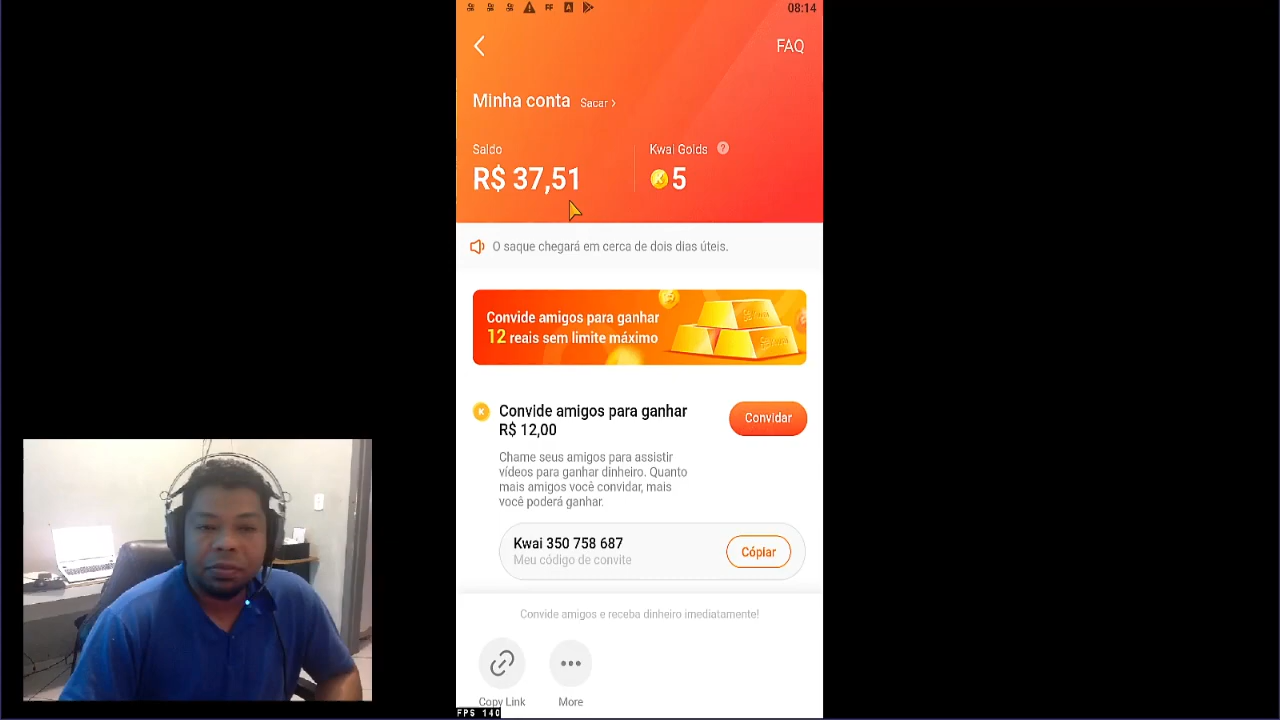 08:14
FAQ
Minha conta Sacar >
Saldo
Kwai Golds ?
R$ 37,51
5
O saque chegará em cerca de dois dias úteis.
Convide amigos para ganhar
12 reais sem limite máximo
Convide amigos para ganhar
R$ 12,00
Convidar
Chame seus amigos para assistir
vídeos para ganhar dinheiro. Quanto
mais amigos você convidar, mais
você poderá ganhar.
Kwai 350 758 687
Meu código de convite
Cópiar
Convide amigos e receba dinheiro imediatamente!
Copy Link
More
FPS 140